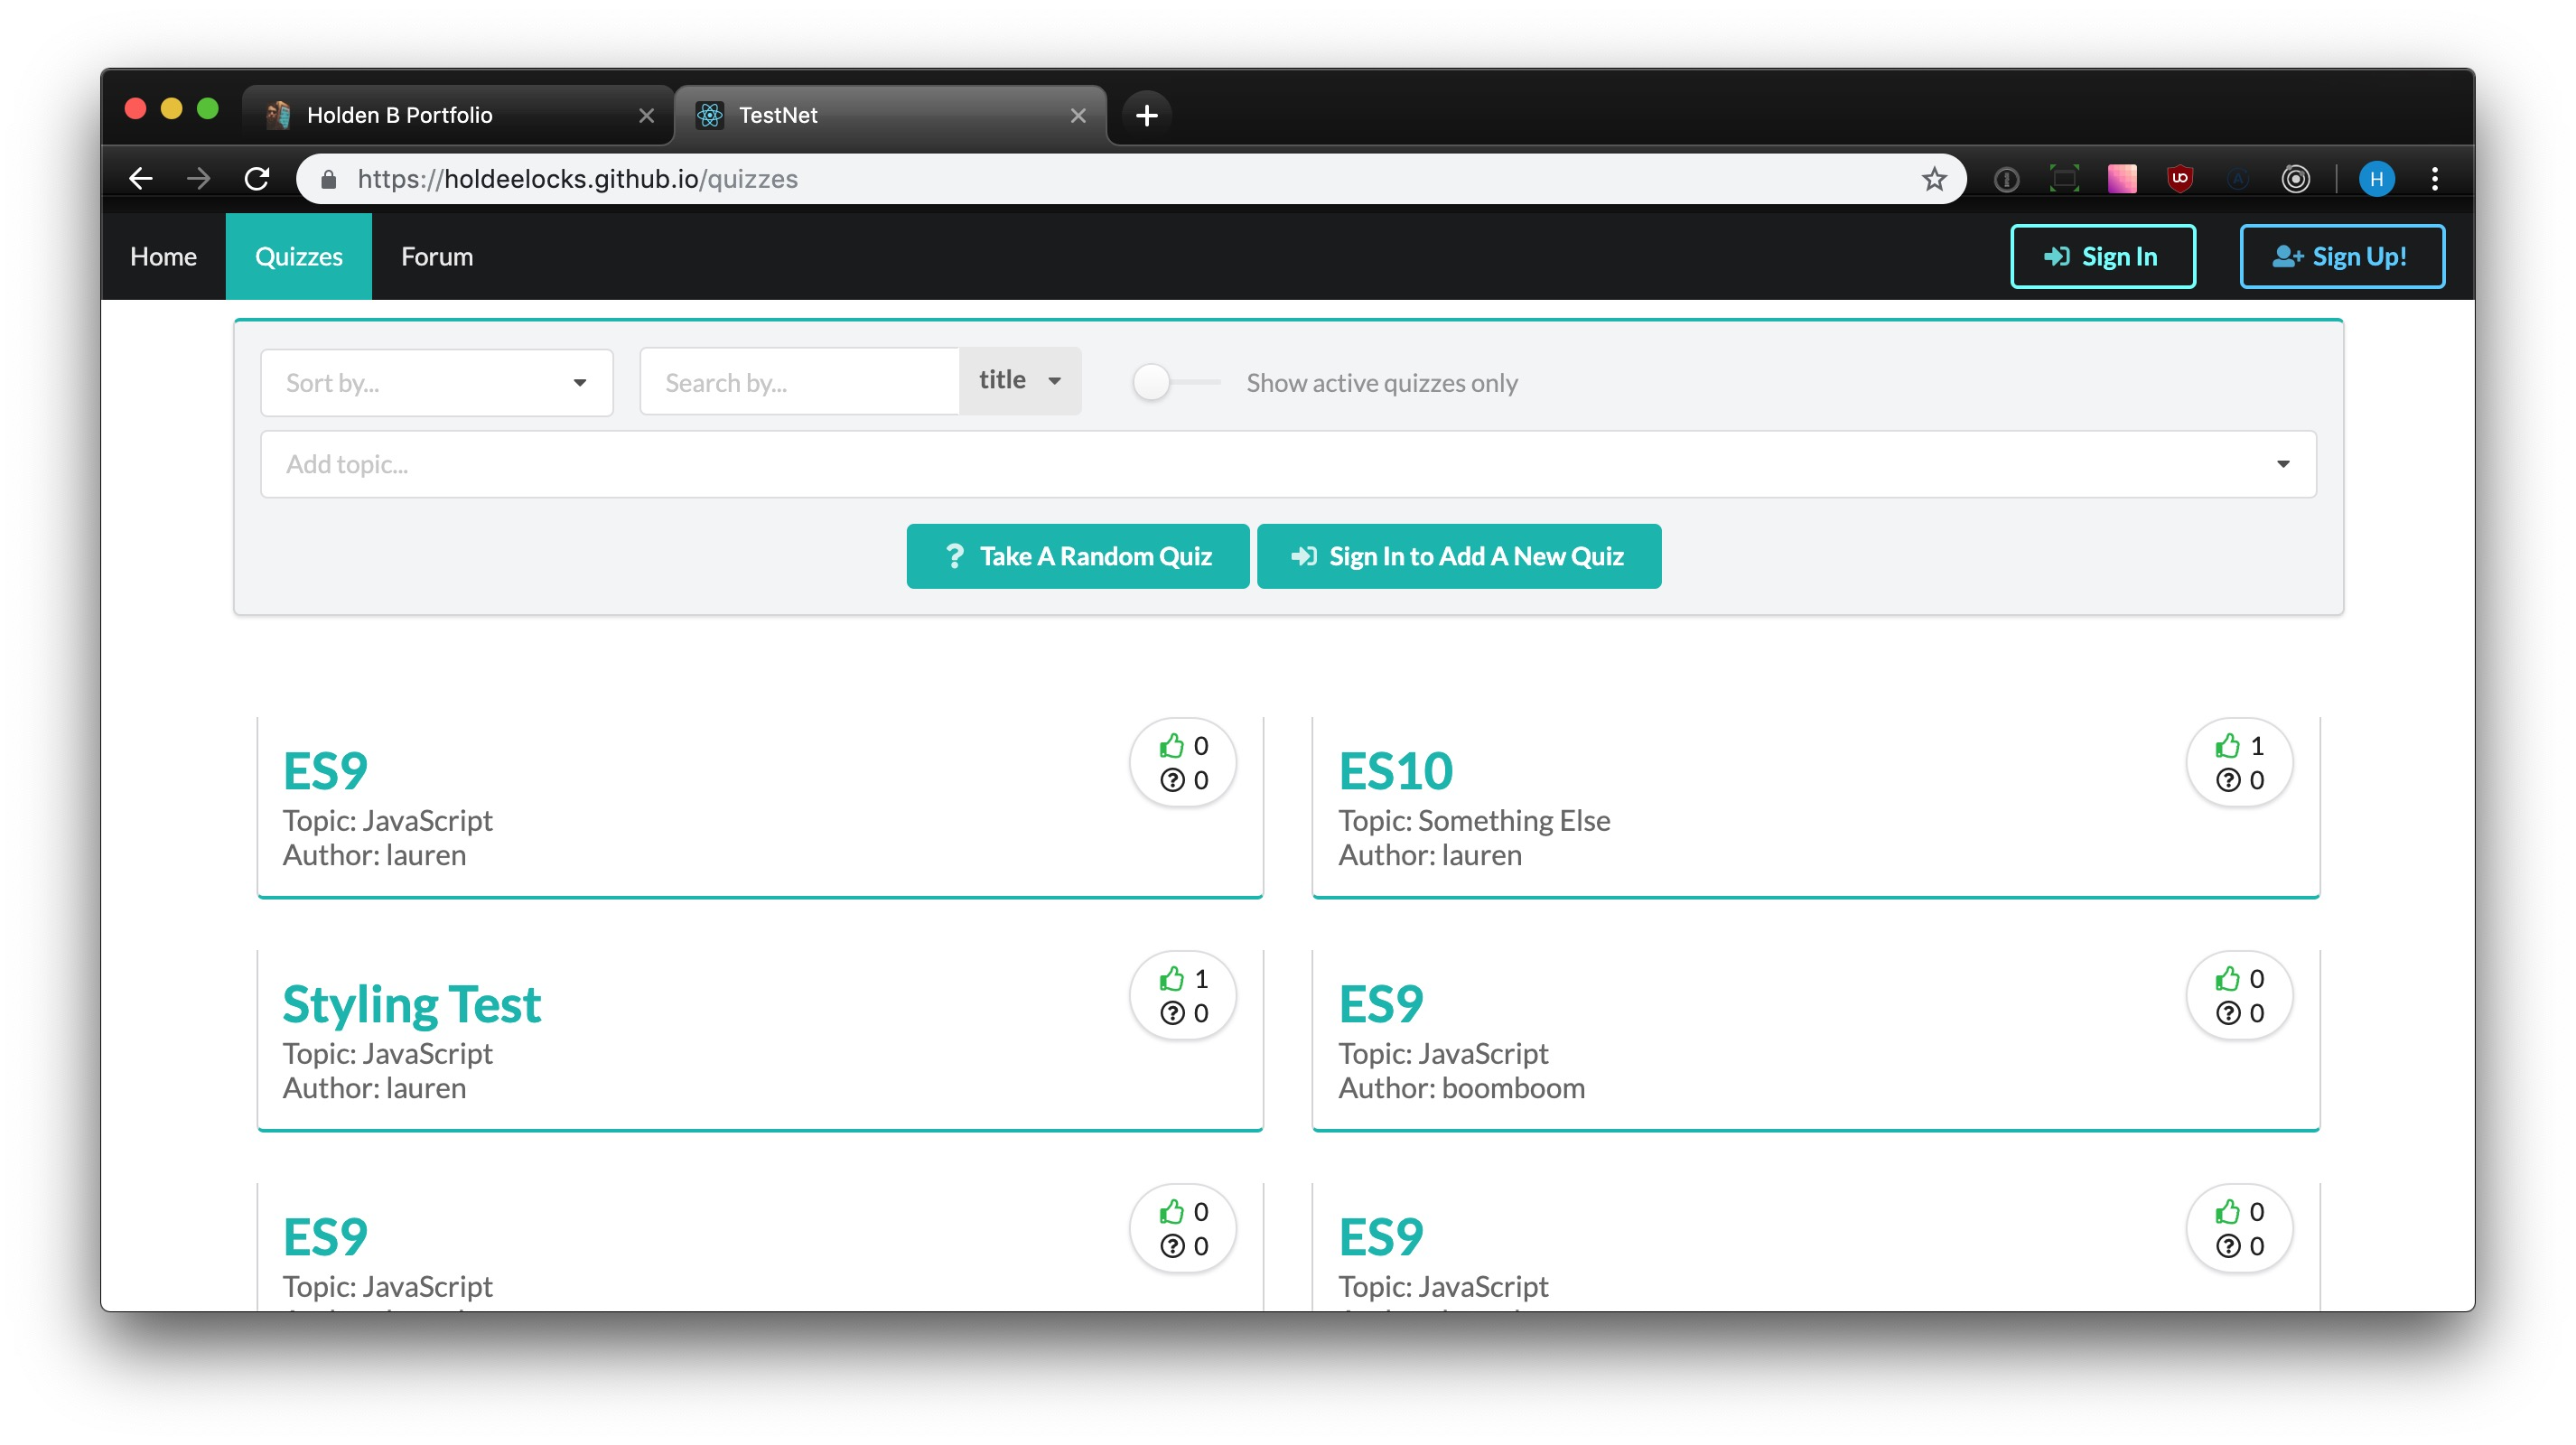 Holden B Portfolio
TestNet
https://holdeelocks.github.io/quizzes
H
Home
Quizzes
Forum
Sign In
Sign Up!
Sort by...
Search by...
title
Show active quizzes only
Add topic...
Take A Random Quiz
Sign In to Add A New Quiz
ES9
0
0
Topic: JavaScript
Author: lauren
ES10
1
0
Topic: Something Else
Author: lauren
Styling Test
1
0
Topic: JavaScript
Author: lauren
ES9
0
0
Topic: JavaScript
Author: boomboom
ES9
0
0
Topic: JavaScript
ES9
0
0
Topic: JavaScript